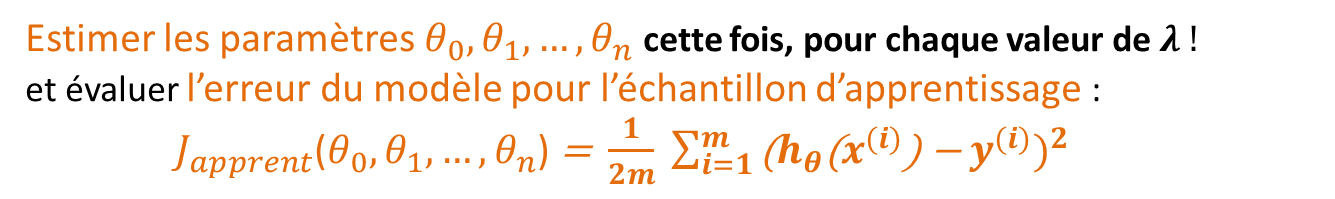 Estimer les paramètres θ₀, θ₁, … , θₙ cette fois, pour chaque valeur de λ !
et évaluer l’erreur du modèle pour l’échantillon d’apprentissage :
J_apprent(θ₀, θ₁, … , θₙ) = 1/2m ∑ᵢ₌₁ᵐ (h_θ(x⁽ⁱ⁾) − y⁽ⁱ⁾)²